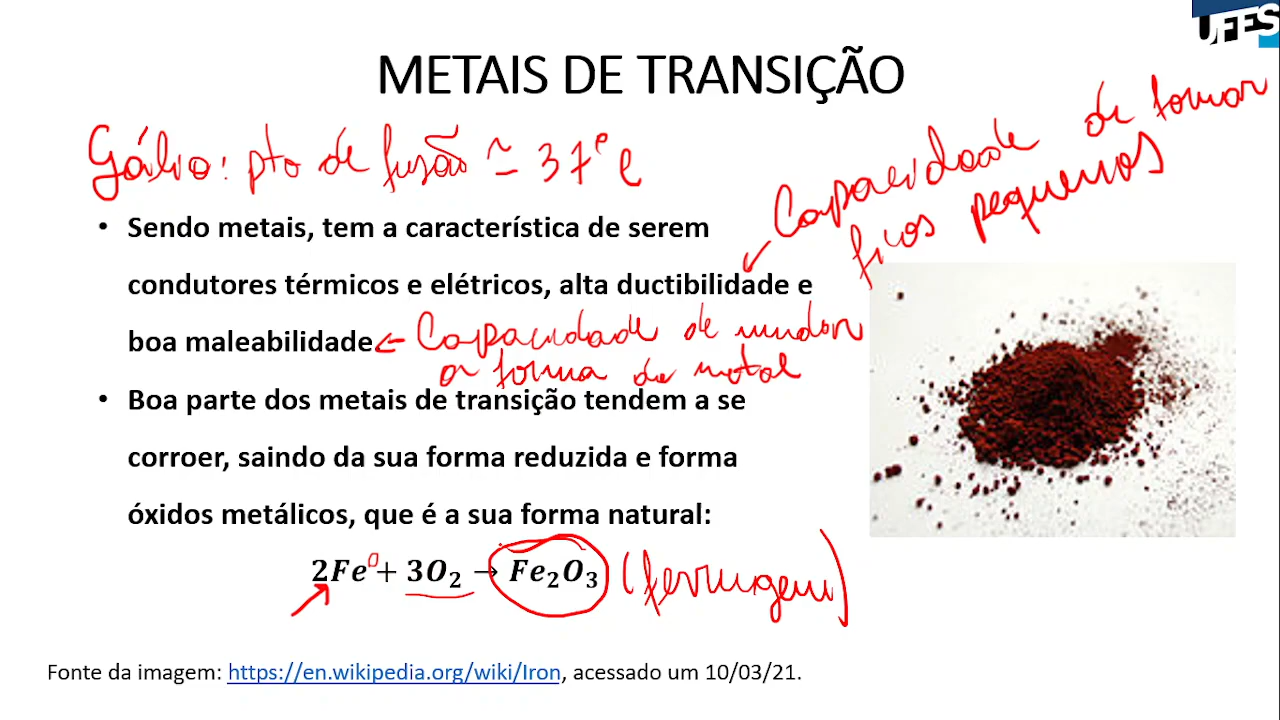 UFES
METAIS DE TRANSIÇÃO
Gálio: pto de fusão ≃ 37°C
Capacidade de formar
fios pequenos
• Sendo metais, tem a característica de serem
condutores térmicos e elétricos, alta ductibilidade e
boa maleabilidade ← Capacidade de mudar
a forma do metal
• Boa parte dos metais de transição tendem a se
corroer, saindo da sua forma reduzida e forma
óxidos metálicos, que é a sua forma natural:
2Fe⁰ + 3O₂ → Fe₂O₃ (ferrugem)
Fonte da imagem: https://en.wikipedia.org/wiki/Iron, acessado um 10/03/21.